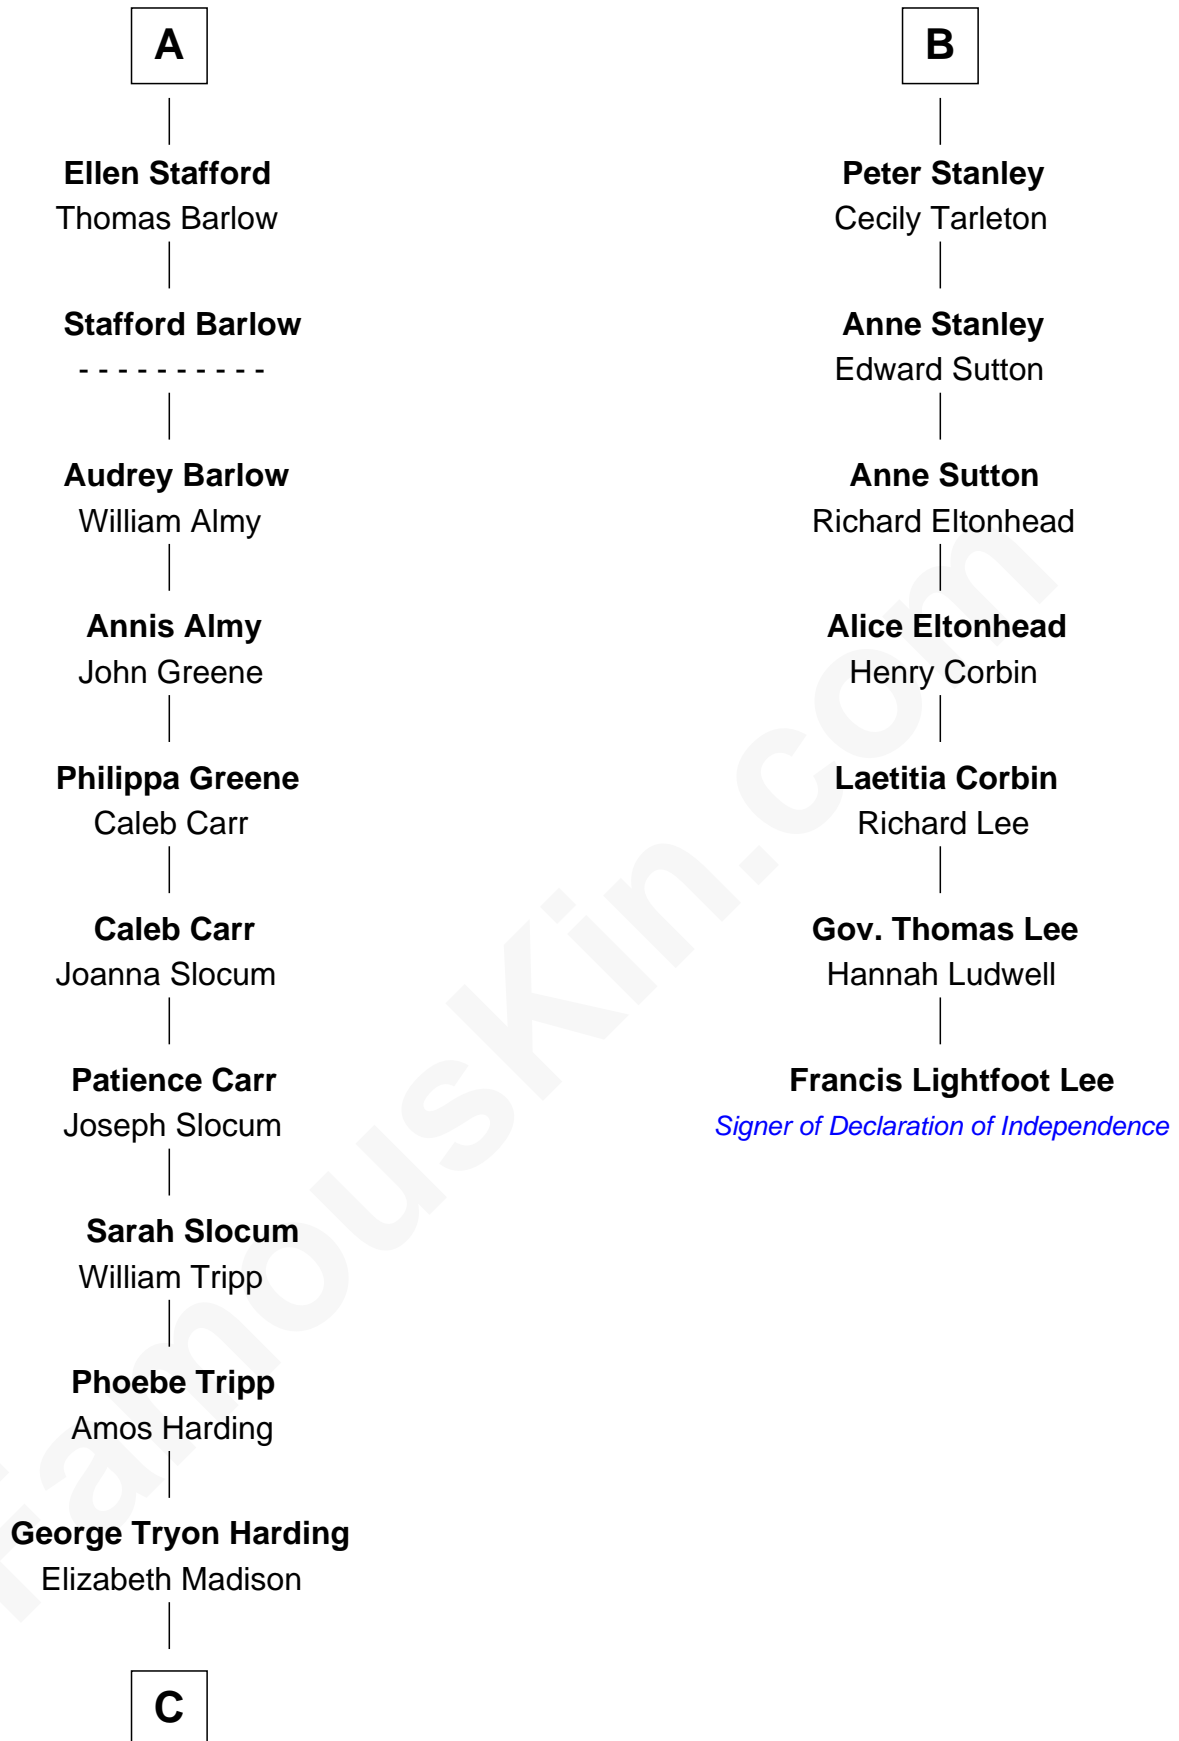 A
Ellen Stafford
Thomas Barlow
Stafford Barlow
- - - - - - - - - -
Audrey Barlow
William Almy
Annis Almy
John Greene
Philippa Greene
Caleb Carr
Caleb Carr
Joanna Slocum
Patience Carr
Joseph Slocum
Sarah Slocum
William Tripp
Phoebe Tripp
Amos Harding
George Tryon Harding
Elizabeth Madison
C
B
Peter Stanley
Cecily Tarleton
Anne Stanley
Edward Sutton
Anne Sutton
Richard Eltonhead
Alice Eltonhead
Henry Corbin
Laetitia Corbin
Richard Lee
Gov. Thomas Lee
Hannah Ludwell
Francis Lightfoot Lee
Signer of Declaration of Independence
FamousKin.com